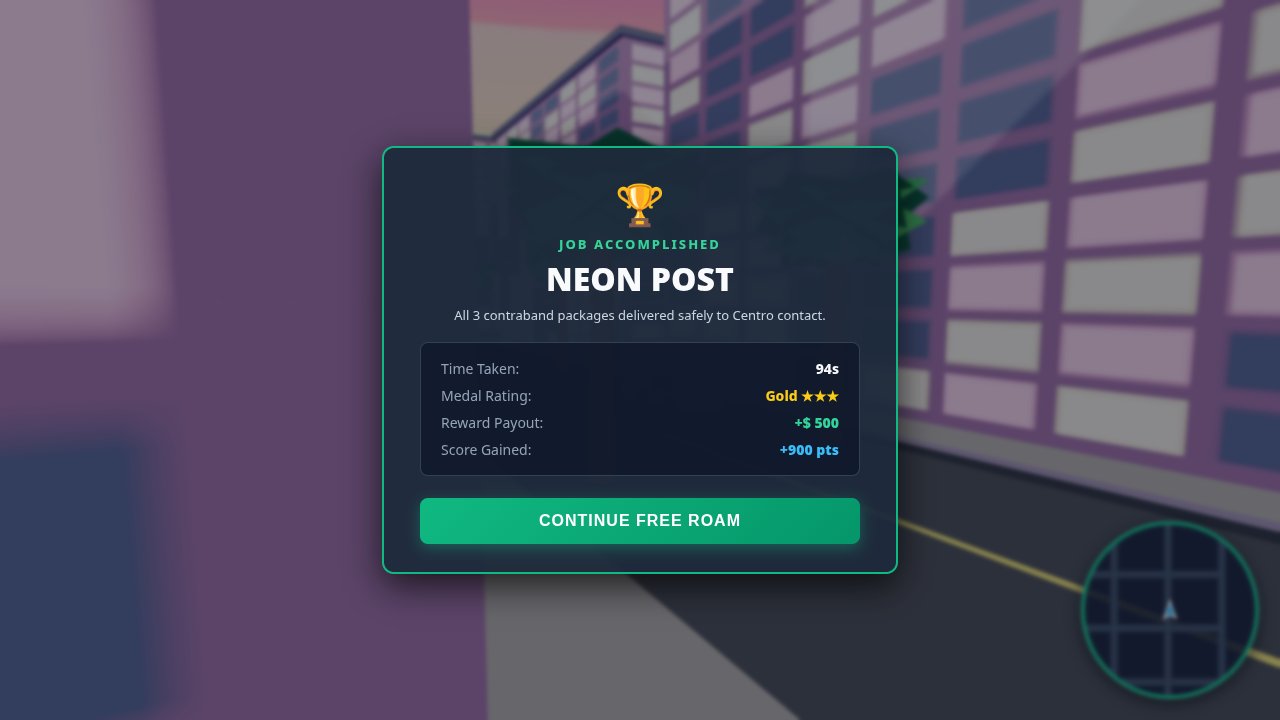 JOB ACCOMPLISHED
NEON POST
All 3 contraband packages delivered safely to Centro contact.
Time Taken: 94s
Medal Rating: Gold ★★★
Reward Payout: +$ 500
Score Gained: +900 pts
CONTINUE FREE ROAM